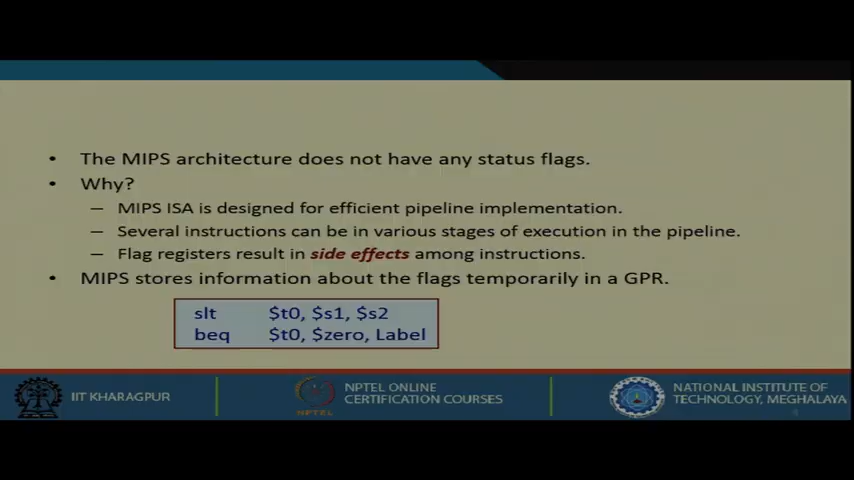 • The MIPS architecture does not have any status flags.
• Why?
– MIPS ISA is designed for efficient pipeline implementation.
– Several instructions can be in various stages of execution in the pipeline.
– Flag registers result in side effects among instructions.
• MIPS stores information about the flags temporarily in a GPR.
slt $t0, $s1, $s2
beq $t0, $zero, Label
IIT KHARAGPUR
NPTEL
NPTEL ONLINE
CERTIFICATION COURSES
NATIONAL INSTITUTE OF
TECHNOLOGY, MEGHALAYA